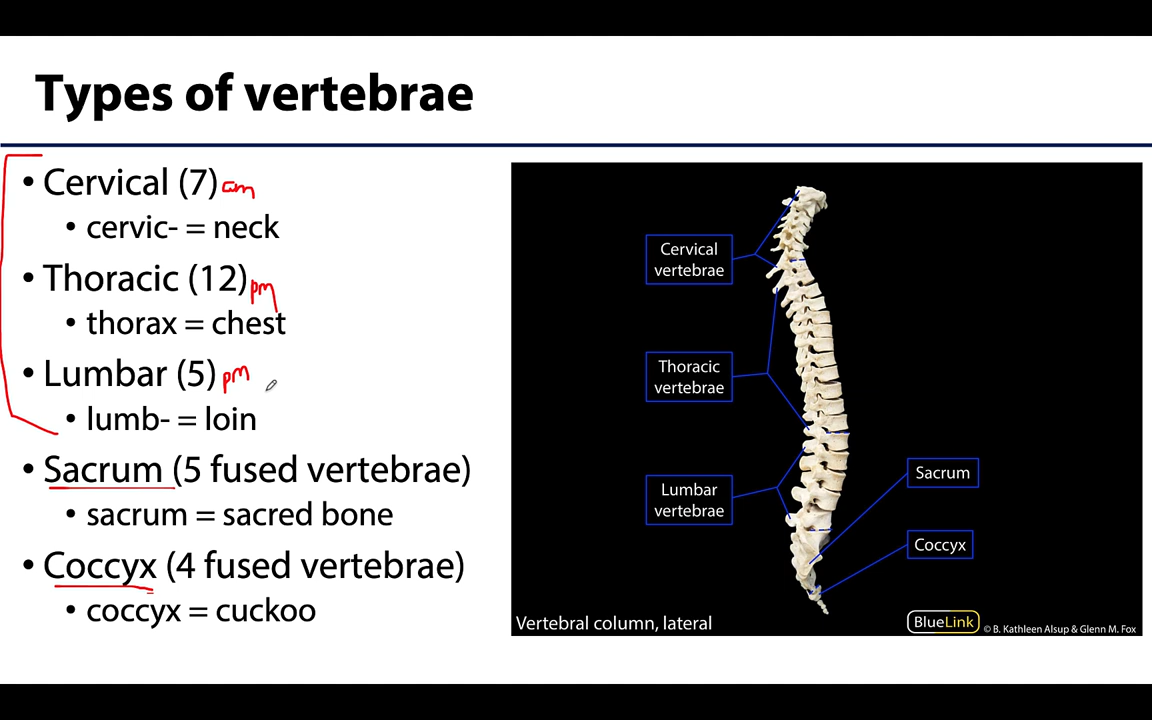 Types of vertebrae
• Cervical (7) am
• cervic- = neck
• Thoracic (12) pm
• thorax = chest
• Lumbar (5) pm
• lumb- = loin
• Sacrum (5 fused vertebrae)
• sacrum = sacred bone
• Coccyx (4 fused vertebrae)
• coccyx = cuckoo
Cervical
vertebrae
Thoracic
vertebrae
Lumbar
vertebrae
Sacrum
Coccyx
Vertebral column, lateral
BlueLink © B. Kathleen Alsup & Glenn M. Fox